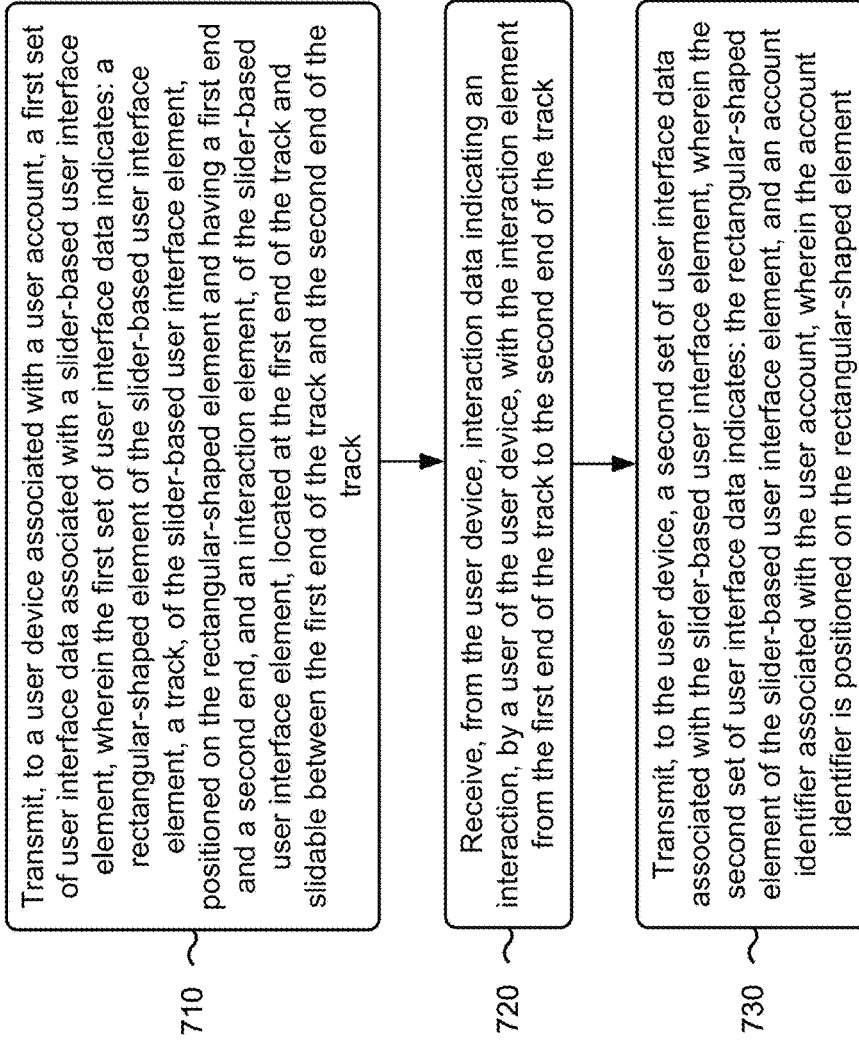 710
Transmit, to a user device associated with a user account, a first set
of user interface data associated with a slider-based user interface
element, wherein the first set of user interface data indicates: a
rectangular-shaped element of the slider-based user interface
element, a track, of the slider-based user interface element,
positioned on the rectangular-shaped element and having a first end
and a second end, and an interaction element, of the slider-based
user interface element, located at the first end of the track and
slidable between the first end of the track and the second end of the
track
720
Receive, from the user device, interaction data indicating an
interaction, by a user of the user device, with the interaction element
from the first end of the track to the second end of the track
730
Transmit, to the user device, a second set of user interface data
associated with the slider-based user interface element, wherein the
second set of user interface data indicates: the rectangular-shaped
element of the slider-based user interface element, and an account
identifier associated with the user account, wherein the account
identifier is positioned on the rectangular-shaped element